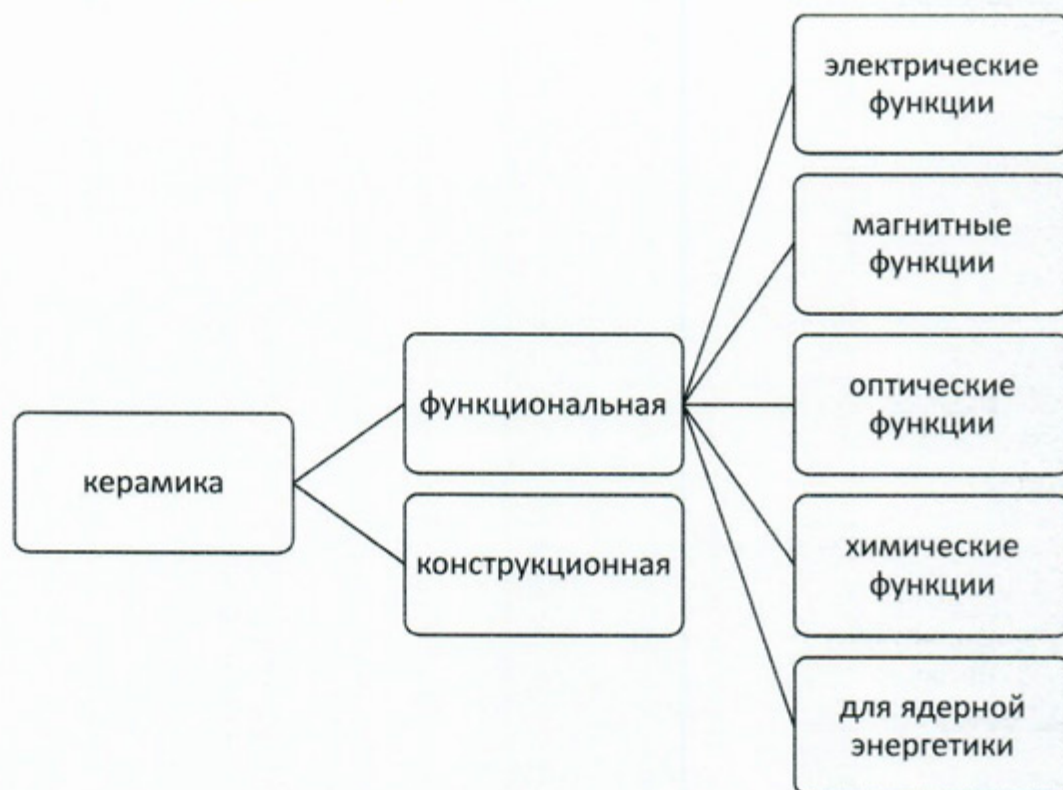 керамика
функциональная
конструкционная
электрические
функции
магнитные
функции
оптические
функции
химические
функции
для ядерной
энергетики